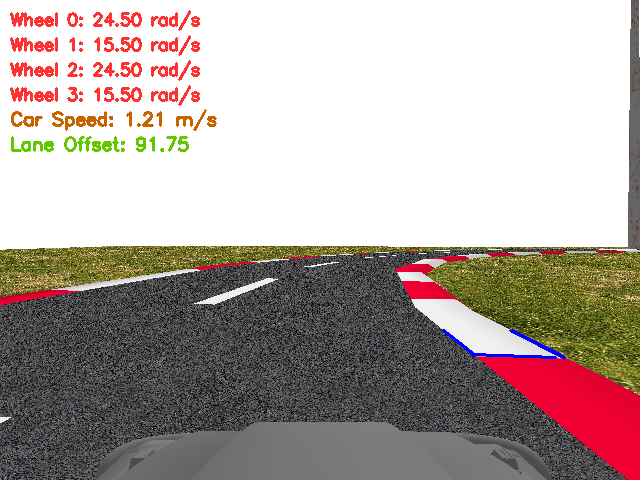 Wheel 0: 24.50 rad/s
Wheel 1: 15.50 rad/s
Wheel 2: 24.50 rad/s
Wheel 3: 15.50 rad/s
Car Speed: 1.21 m/s
Lane Offset: 91.75